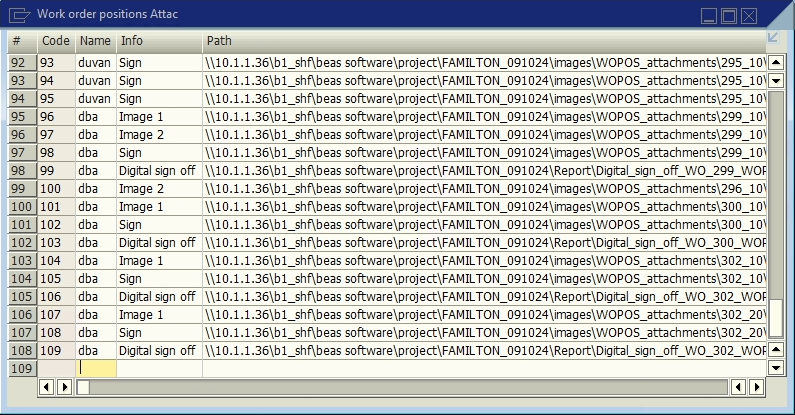 Work order positions Attac
# Code Name Info Path
92 93 duvan Sign \\10.1.1.36\b1_shf\beas software\project\FAMILTON_091024\images\WOPOS_attachments\295_10\
93 94 duvan Sign \\10.1.1.36\b1_shf\beas software\project\FAMILTON_091024\images\WOPOS_attachments\295_10\
94 95 duvan Sign \\10.1.1.36\b1_shf\beas software\project\FAMILTON_091024\images\WOPOS_attachments\295_10\
95 96 dba Image 1 \\10.1.1.36\b1_shf\beas software\project\FAMILTON_091024\images\WOPOS_attachments\299_10\
96 97 dba Image 2 \\10.1.1.36\b1_shf\beas software\project\FAMILTON_091024\images\WOPOS_attachments\299_10\
97 98 dba Sign \\10.1.1.36\b1_shf\beas software\project\FAMILTON_091024\images\WOPOS_attachments\299_10\
98 99 dba Digital sign off \\10.1.1.36\b1_shf\beas software\project\FAMILTON_091024\Report\Digital_sign_off_WO_299_WOP
99 100 dba Image 2 \\10.1.1.36\b1_shf\beas software\project\FAMILTON_091024\images\WOPOS_attachments\296_10\
100 101 dba Image 1 \\10.1.1.36\b1_shf\beas software\project\FAMILTON_091024\images\WOPOS_attachments\300_10\
101 102 dba Sign \\10.1.1.36\b1_shf\beas software\project\FAMILTON_091024\images\WOPOS_attachments\300_10\
102 103 dba Digital sign off \\10.1.1.36\b1_shf\beas software\project\FAMILTON_091024\Report\Digital_sign_off_WO_300_WOP
103 104 dba Image 1 \\10.1.1.36\b1_shf\beas software\project\FAMILTON_091024\images\WOPOS_attachments\302_10\
104 105 dba Sign \\10.1.1.36\b1_shf\beas software\project\FAMILTON_091024\images\WOPOS_attachments\302_10\
105 106 dba Digital sign off \\10.1.1.36\b1_shf\beas software\project\FAMILTON_091024\Report\Digital_sign_off_WO_302_WOP
106 107 dba Image 1 \\10.1.1.36\b1_shf\beas software\project\FAMILTON_091024\images\WOPOS_attachments\302_20\
107 108 dba Sign \\10.1.1.36\b1_shf\beas software\project\FAMILTON_091024\images\WOPOS_attachments\302_20\
108 109 dba Digital sign off \\10.1.1.36\b1_shf\beas software\project\FAMILTON_091024\Report\Digital_sign_off_WO_302_WOP
109